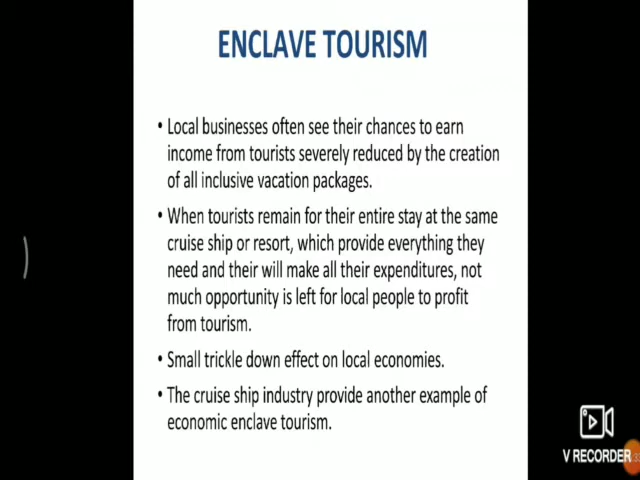 ENCLAVE TOURISM
• Local businesses often see their chances to earn
income from tourists severely reduced by the creation
of all inclusive vacation packages.
• When tourists remain for their entire stay at the same
cruise ship or resort, which provide everything they
need and their will make all their expenditures, not
much opportunity is left for local people to profit
from tourism.
• Small trickle down effect on local economies.
• The cruise ship industry provide another example of
economic enclave tourism.
V RECORDER